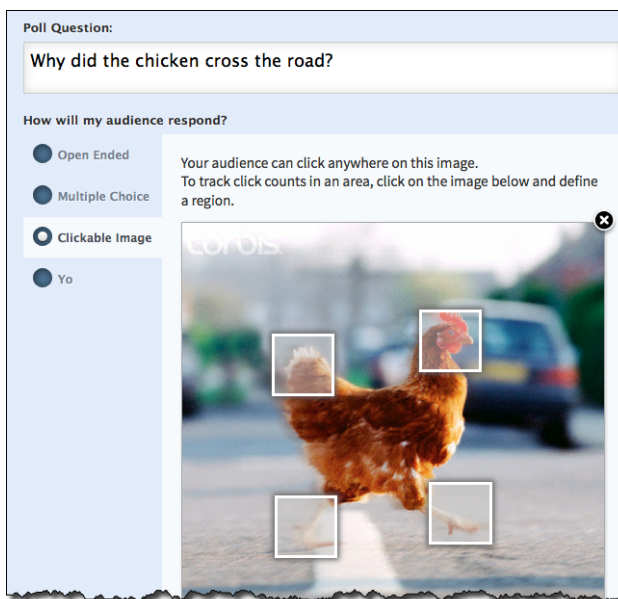 Poll Question:
Why did the chicken cross the road?
How will my audience respond?
Open Ended
Multiple Choice
Clickable Image
Yo
Your audience can click anywhere on this image.
To track click counts in an area, click on the image below and define
a region.
corbis.